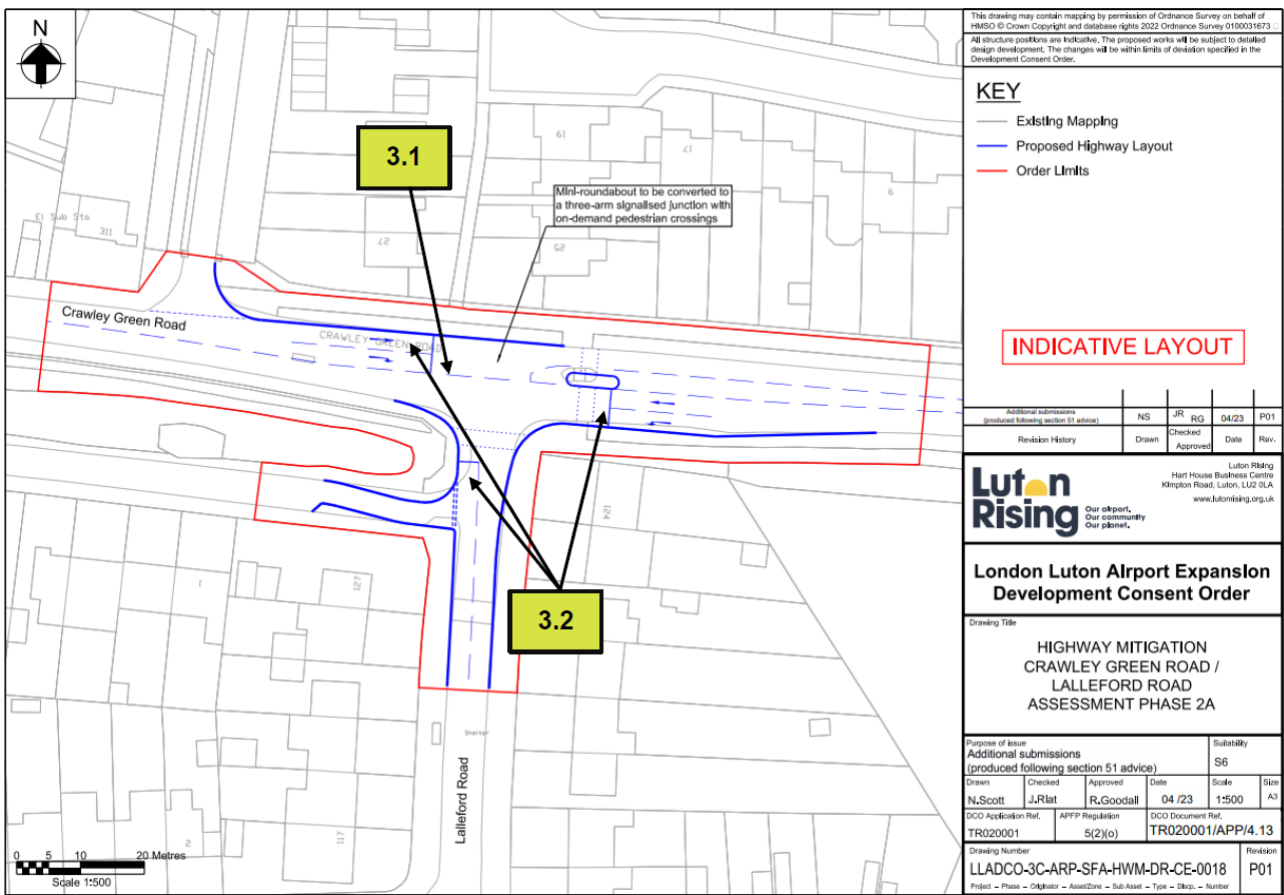 N
3.1
Mini-roundabout to be converted to
a three-arm signalised junction with
on-demand pedestrian crossings
19
17
6
El Sub Sta
311
27
25
Crawley Green Road
CRAWLEY GREEN ROAD
3.2
124
127
1
2
117
Shelter
Lalleford Road
0 5 10 20 Metres
Scale 1:500
This drawing may contain mapping by permission of Ordnance Survey on behalf of
HMSO © Crown Copyright and database rights 2022 Ordnance Survey 0100031673
All structure positions are indicative. The proposed works will be subject to detailed
design development. The changes will be within limits of deviation specified in the
Development Consent Order.
KEY
Existing Mapping
Proposed Highway Layout
Order Limits
INDICATIVE LAYOUT
Additional submissions
(produced following section 51 advice)
NS
JR RG
04/23
P01
Revision History
Drawn
Checked
Approved
Date
Rev.
Luton
Rising
Our airport.
Our community
Our planet.
Luton Rising
Hart House Business Centre
Kimpton Road, Luton, LU2 0LA
www.lutonrising.org.uk
London Luton Airport Expansion
Development Consent Order
Drawing Title
HIGHWAY MITIGATION
CRAWLEY GREEN ROAD /
LALLEFORD ROAD
ASSESSMENT PHASE 2A
Purpose of issue
Additional submissions
(produced following section 51 advice)
Suitability
S6
Drawn
N.Scott
Checked
J.Riat
Approved
R.Goodall
Date
04 /23
Scale
1:500
Size
A3
DCO Application Ref.
TR020001
APFP Regulation
5(2)(o)
DCO Document Ref.
TR020001/APP/4.13
Drawing Number
LLADCO-3C-ARP-SFA-HWM-DR-CE-0018
Revision
P01
Project – Phase – Originator – Asset/Zone – Sub Asset – Type – Discp. – Number